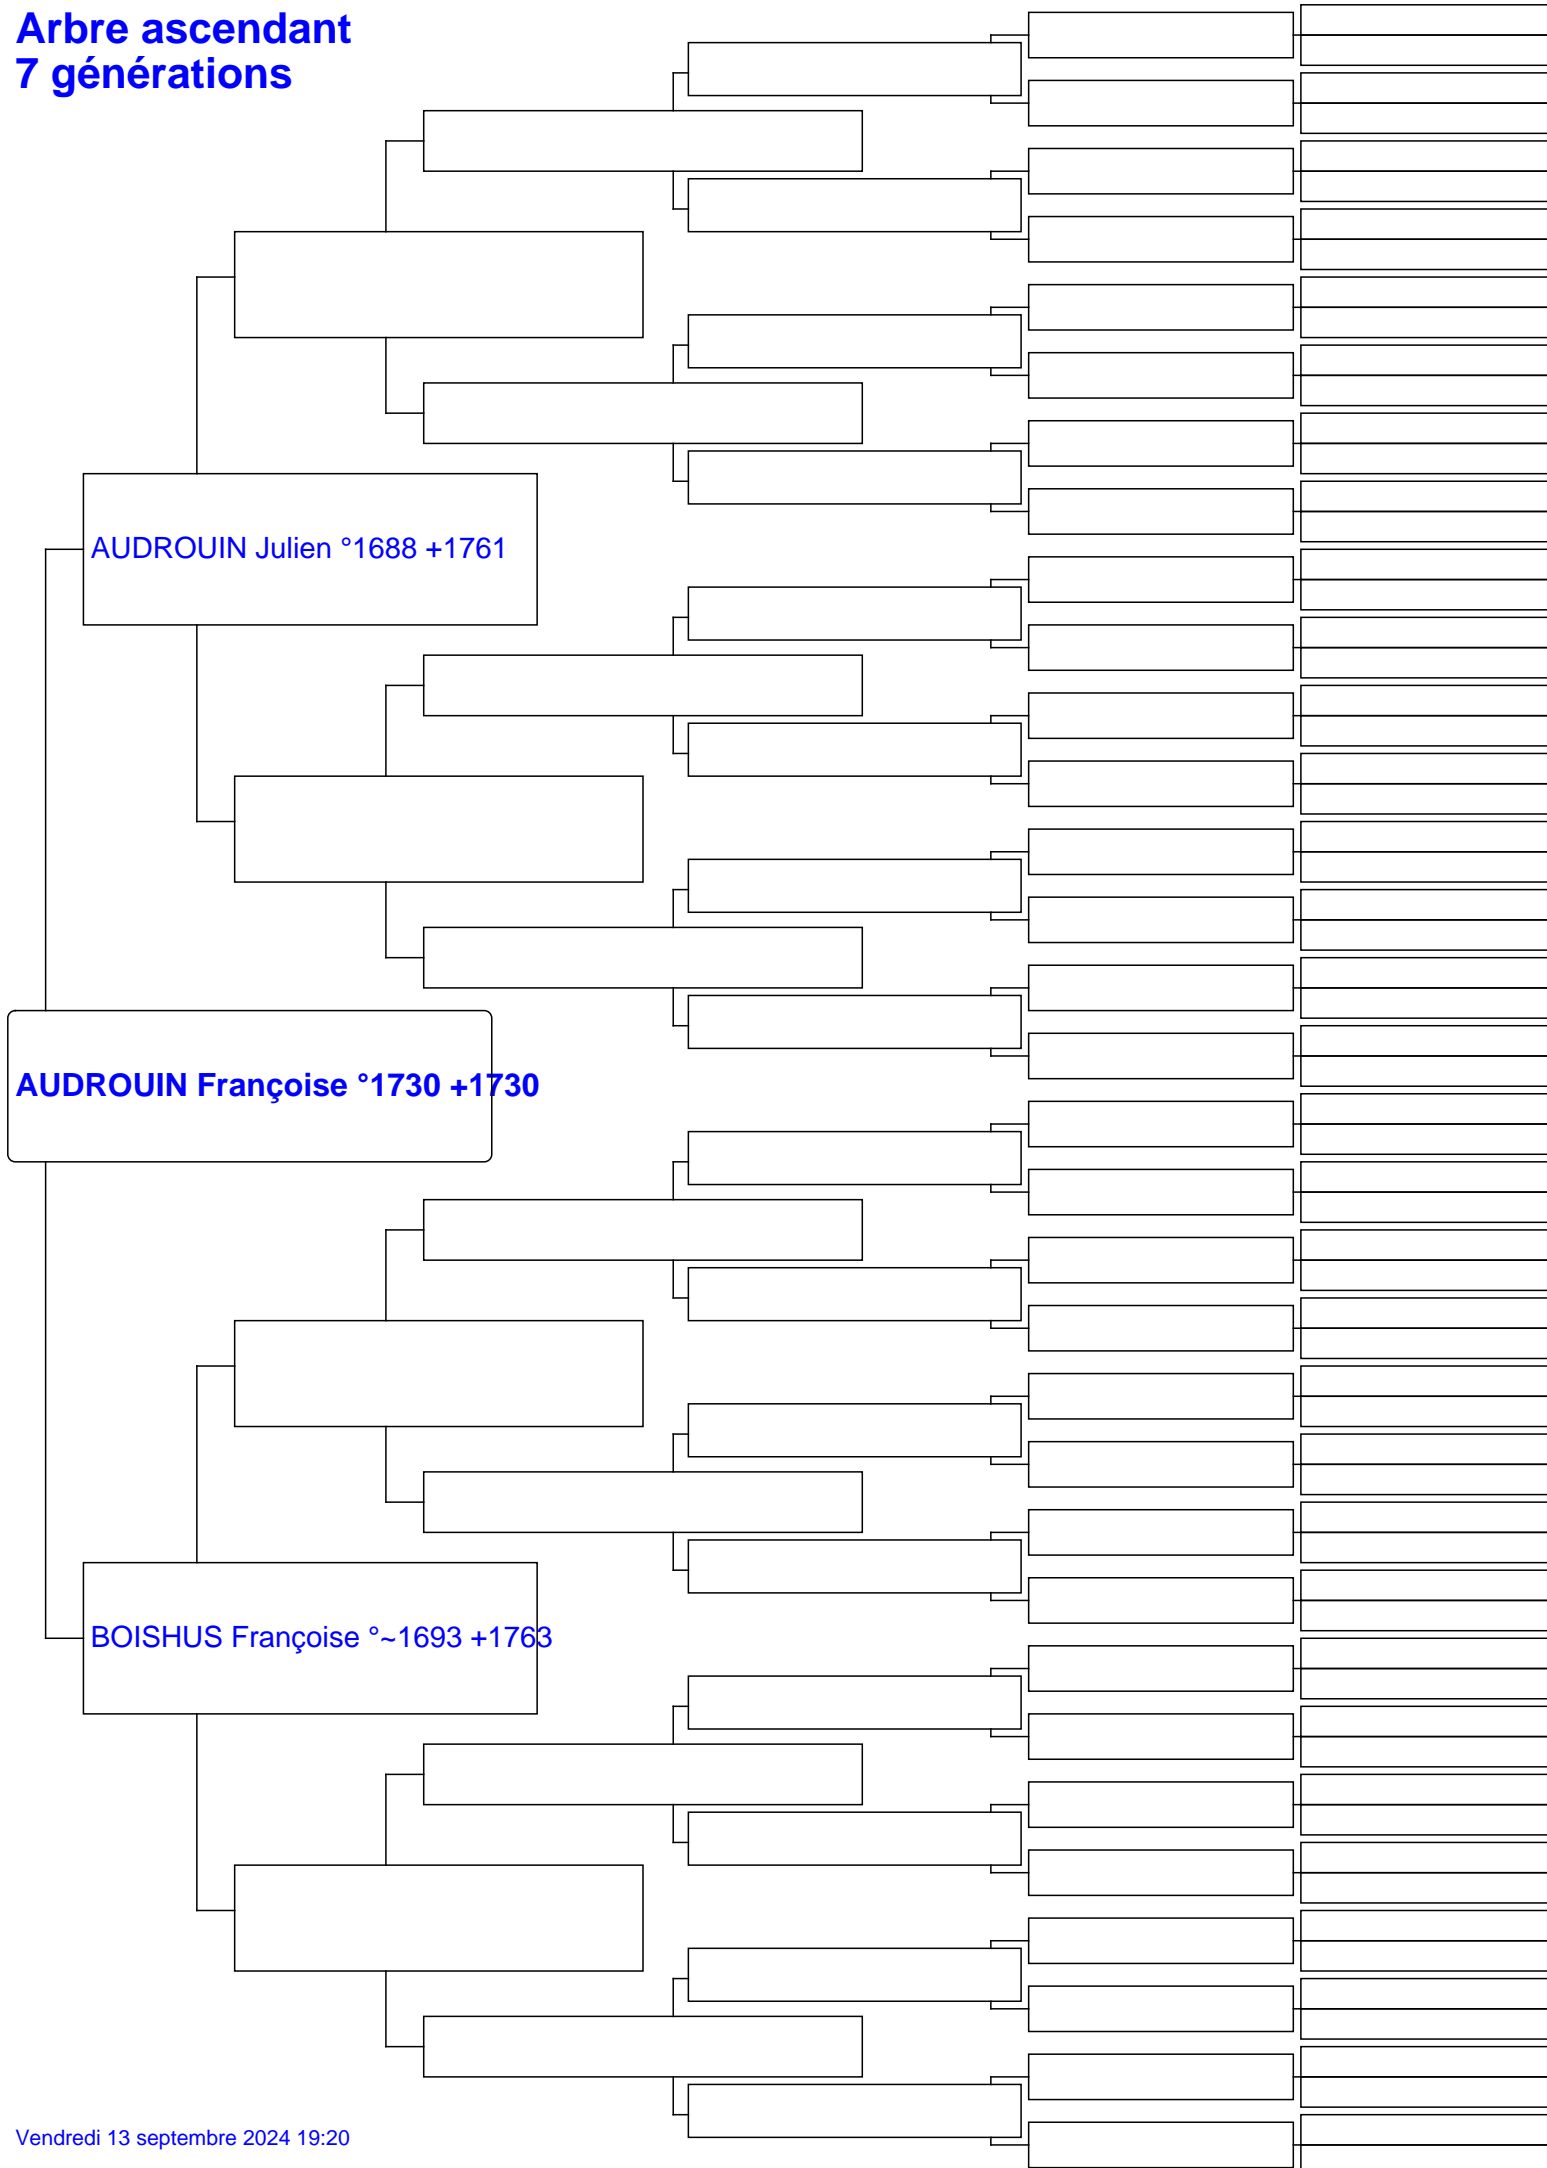 Arbre ascendant
7 générations
AUDROUIN Julien °1688 +1761
AUDROUIN Françoise °1730 +1730
BOISHUS Françoise °~1693 +1763
Vendredi 13 septembre 2024 19:20